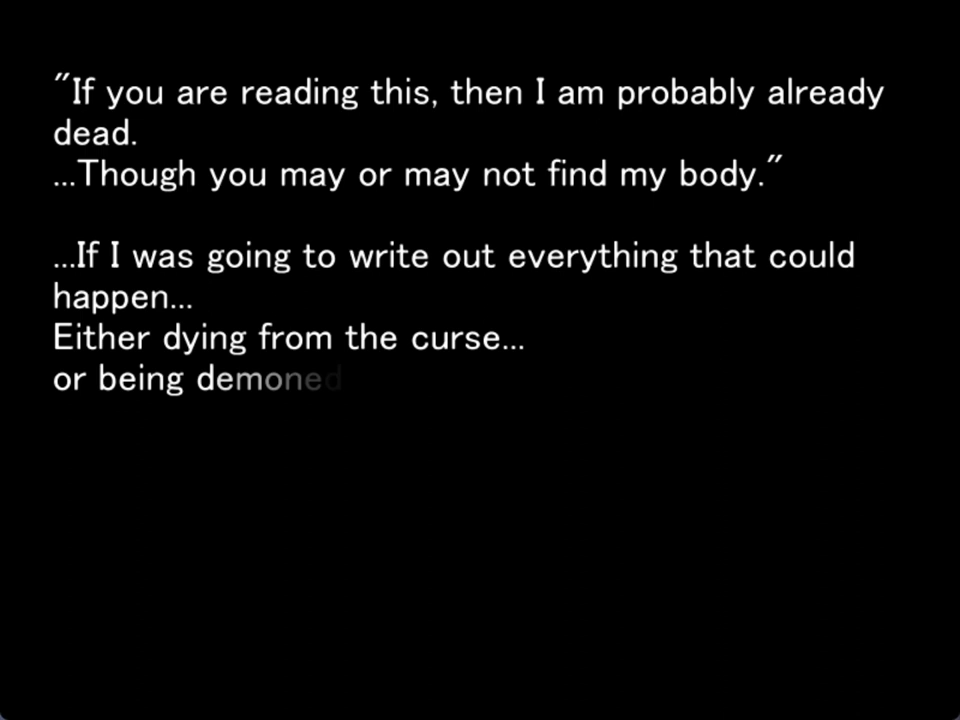 "If you are reading this, then I am probably already
dead.
...Though you may or may not find my body."
...If I was going to write out everything that could
happen...
Either dying from the curse...
or being demoned